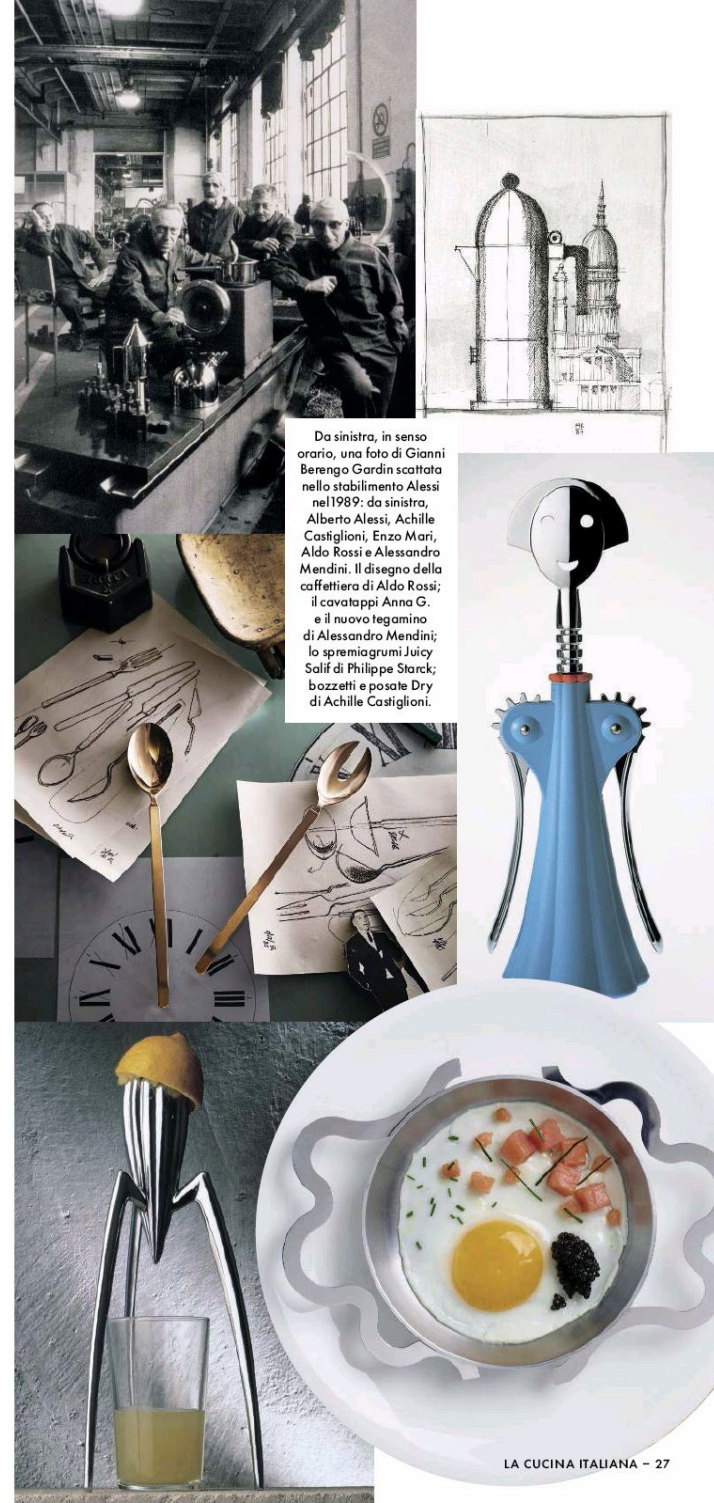 Da sinistra, in senso
orario, una foto di Gianni
Berengo Gardin scattata
nello stabilimento Alessi
nel1989: da sinistra,
Alberto Alessi, Achille
Castiglioni, Enzo Mari,
Aldo Rossi e Alessandro
Mendini. Il disegno della
caffettiera di Aldo Rossi;
il cavatappi Anna G.
e il nuovo tegamino
di Alessandro Mendini;
lo spremiagrumi Juicy
Salif di Philippe Starck;
bozzetti e posate Dry
di Achille Castiglioni.
LA CUCINA ITALIANA – 27